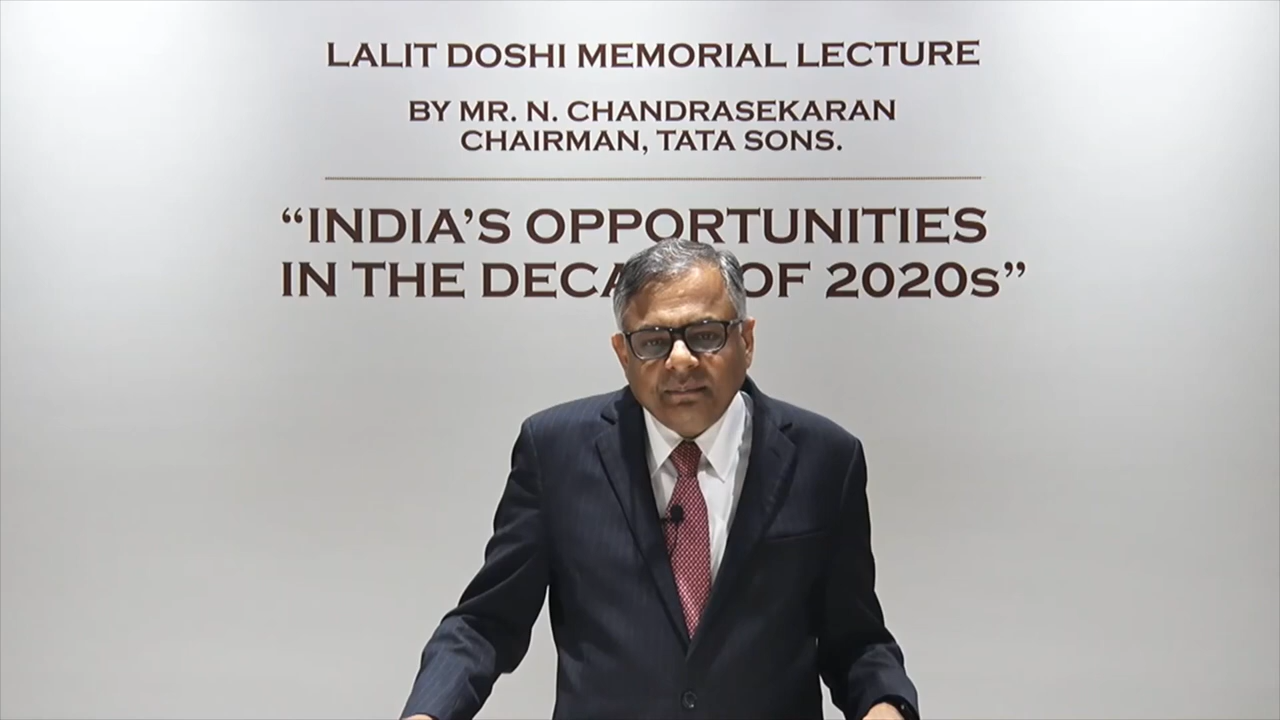 LALIT DOSHI MEMORIAL LECTURE
BY MR. N. CHANDRASEKARAN
CHAIRMAN, TATA SONS.
“INDIA’S OPPORTUNITIES
IN THE OF 2020s”